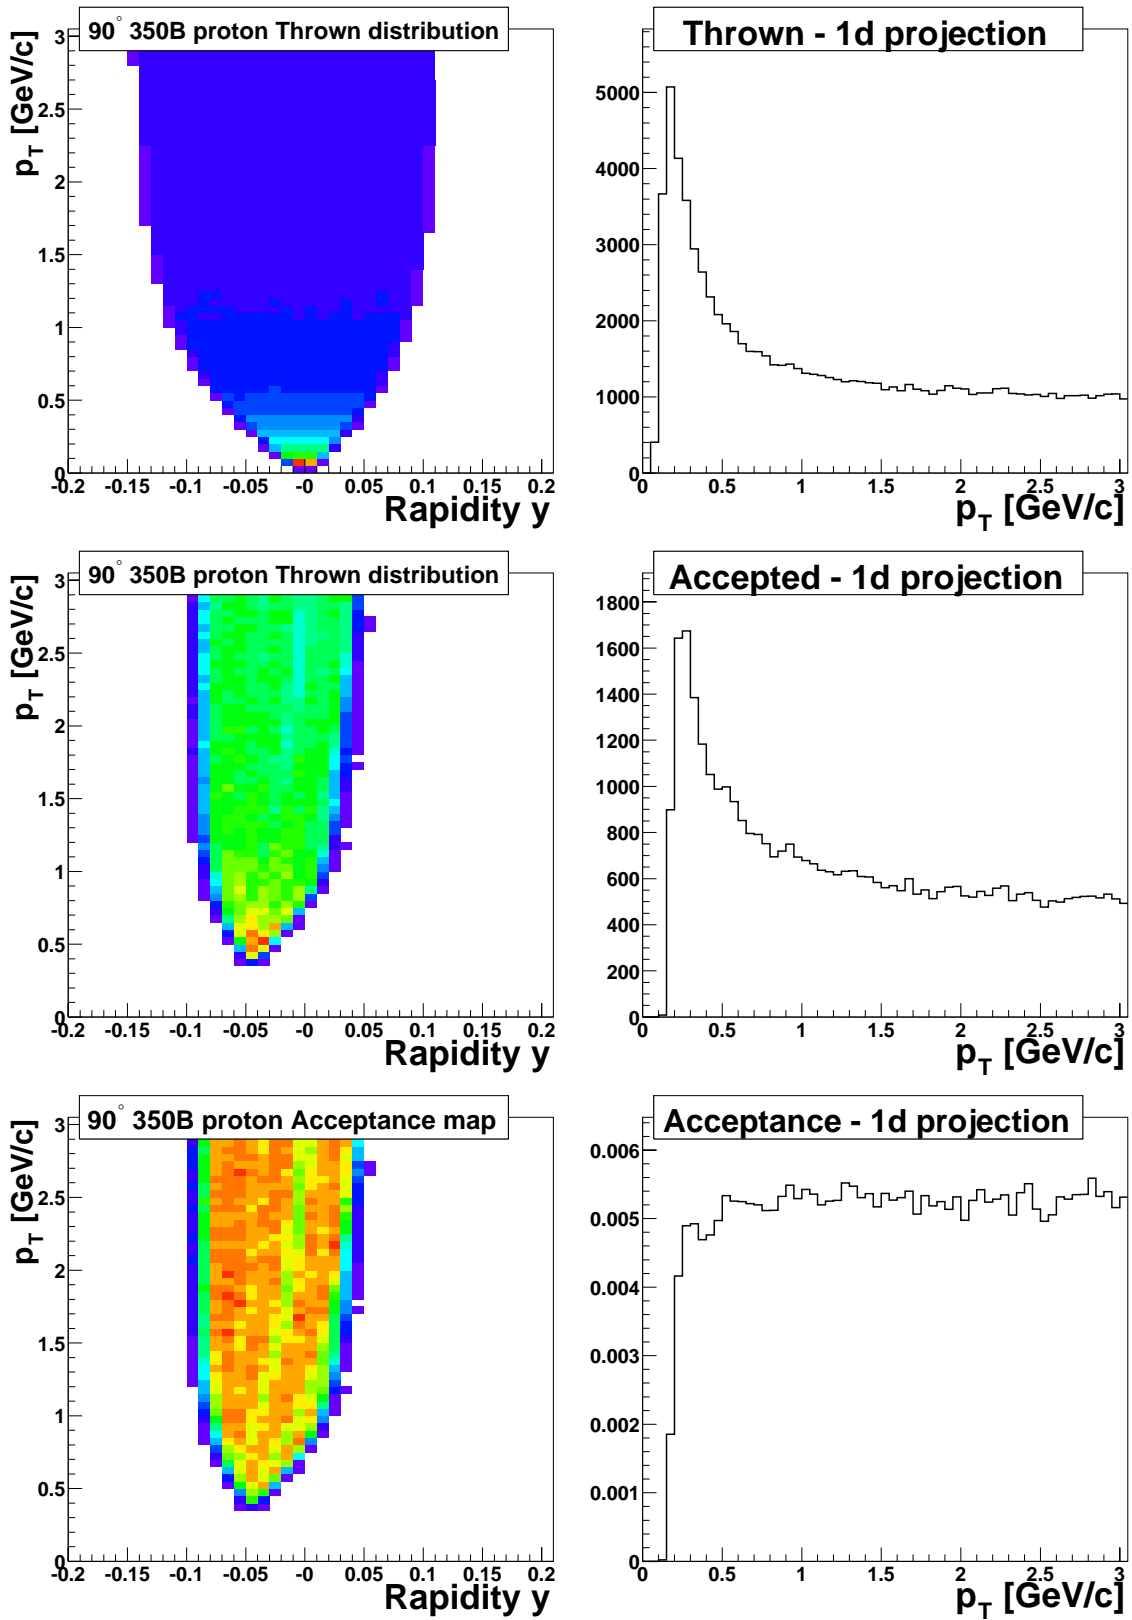 90° 350B proton Thrown distribution
p_T [GeV/c]
3
2.5
2
1.5
1
0.5
0
-0.2 -0.15 -0.1 -0.05 -0 0.05 0.1 0.15 0.2
Rapidity y
Thrown - 1d projection
5000
4000
3000
2000
1000
0
0 0.5 1 1.5 2 2.5 3
p_T [GeV/c]
90° 350B proton Thrown distribution
p_T [GeV/c]
3
2.5
2
1.5
1
0.5
0
-0.2 -0.15 -0.1 -0.05 -0 0.05 0.1 0.15 0.2
Rapidity y
Accepted - 1d projection
1800
1600
1400
1200
1000
800
600
400
200
0
0 0.5 1 1.5 2 2.5 3
p_T [GeV/c]
90° 350B proton Acceptance map
p_T [GeV/c]
3
2.5
2
1.5
1
0.5
0
-0.2 -0.15 -0.1 -0.05 -0 0.05 0.1 0.15 0.2
Rapidity y
Acceptance - 1d projection
0.006
0.005
0.004
0.003
0.002
0.001
0
0 0.5 1 1.5 2 2.5 3
p_T [GeV/c]